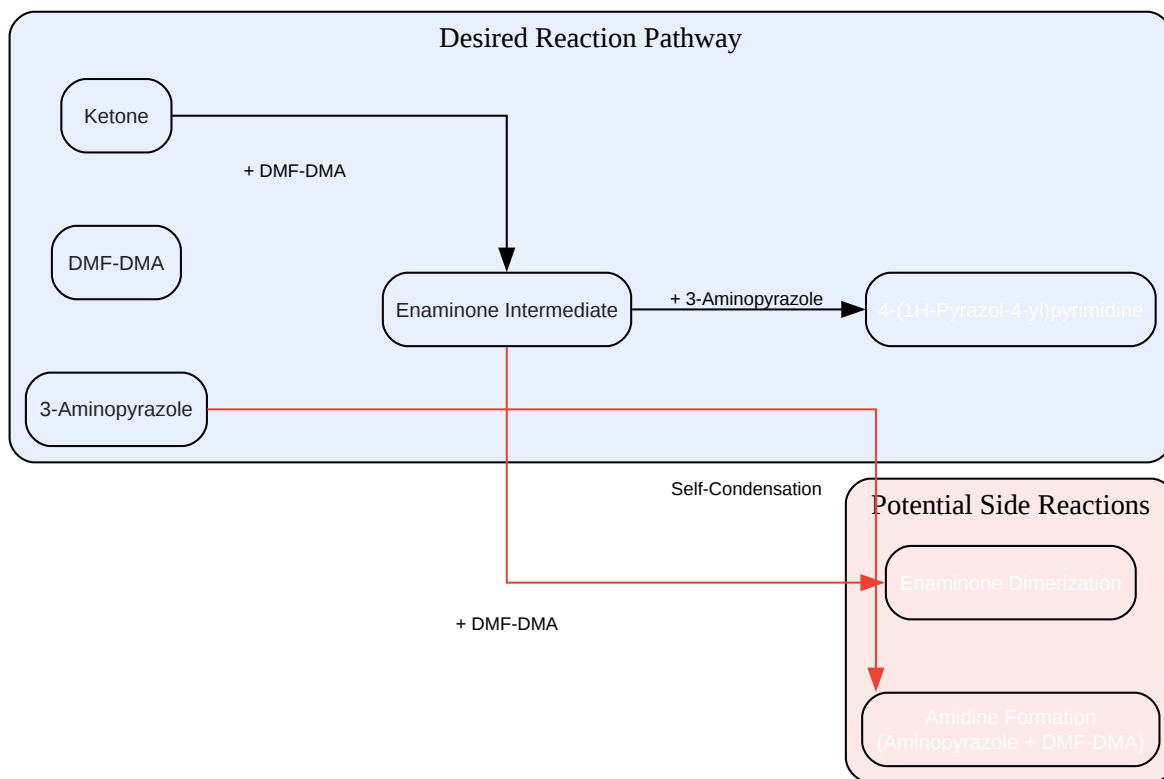 Desired Reaction Pathway
Ketone
+ DMF-DMA
DMF-DMA
Enaminone Intermediate
+ 3-Aminopyrazole
4-(1H-Pyrazol-4-yl)pyrimidine
3-Aminopyrazole
Self-Condensation
Potential Side Reactions
Enaminone Dimerization
+ DMF-DMA
Amidine Formation
(Aminopyrazole + DMF-DMA)